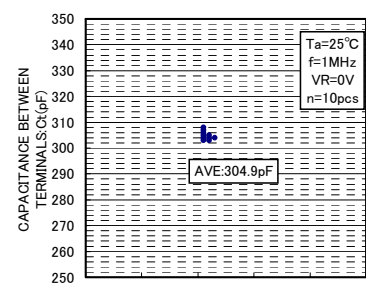 350
340
330
320
310
300
290
280
270
260
250
CAPACITANCE BETWEEN
TERMINALS:Ct(pF)
Ta=25℃
f=1MHz
VR=0V
n=10pcs
AVE:304.9pF